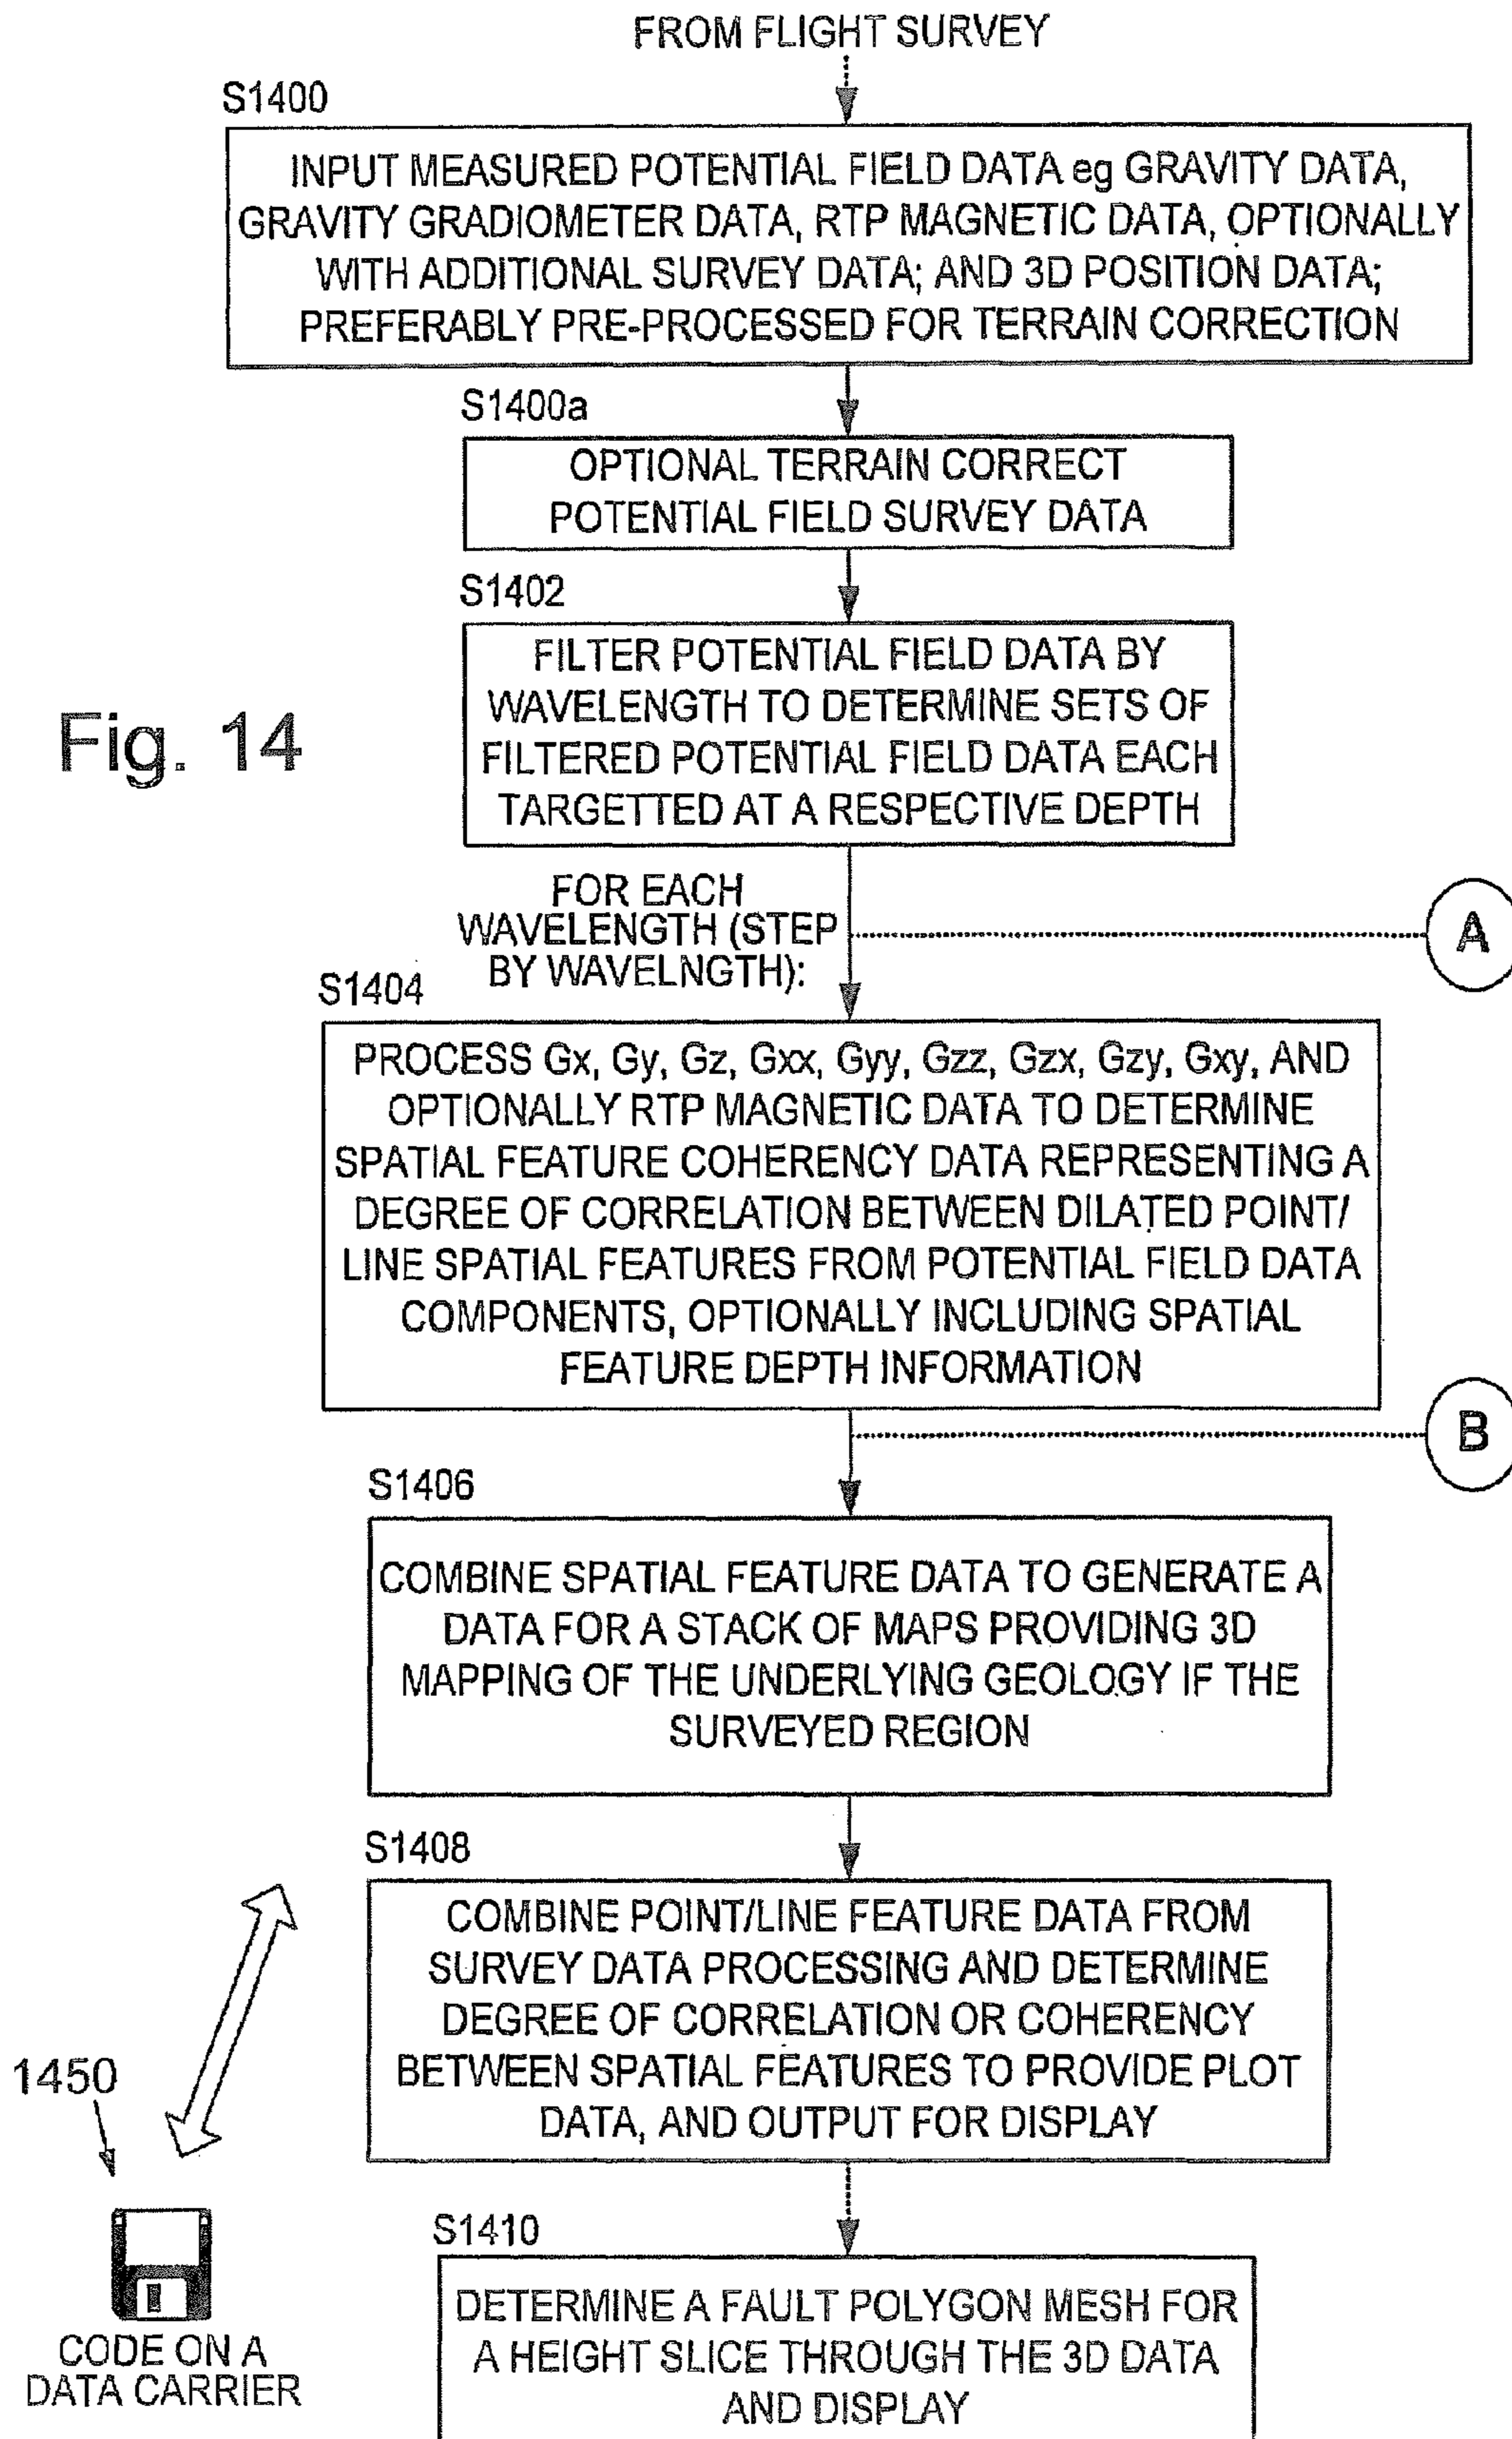 FROM FLIGHT SURVEY
S1400
INPUT MEASURED POTENTIAL FIELD DATA eg GRAVITY DATA,
GRAVITY GRADIOMETER DATA, RTP MAGNETIC DATA, OPTIONALLY
WITH ADDITIONAL SURVEY DATA; AND 3D POSITION DATA;
PREFERABLY PRE-PROCESSED FOR TERRAIN CORRECTION
S1400a
OPTIONAL TERRAIN CORRECT
POTENTIAL FIELD SURVEY DATA
S1402
FILTER POTENTIAL FIELD DATA BY
WAVELENGTH TO DETERMINE SETS OF
FILTERED POTENTIAL FIELD DATA EACH
TARGETTED AT A RESPECTIVE DEPTH
Fig. 14
FOR EACH
WAVELENGTH (STEP
BY WAVELNGTH):
A
S1404
PROCESS Gx, Gy, Gz, Gxx, Gyy, Gzz, Gzx, Gzy, Gxy, AND
OPTIONALLY RTP MAGNETIC DATA TO DETERMINE
SPATIAL FEATURE COHERENCY DATA REPRESENTING A
DEGREE OF CORRELATION BETWEEN DILATED POINT/
LINE SPATIAL FEATURES FROM POTENTIAL FIELD DATA
COMPONENTS, OPTIONALLY INCLUDING SPATIAL
FEATURE DEPTH INFORMATION
B
S1406
COMBINE SPATIAL FEATURE DATA TO GENERATE A
DATA FOR A STACK OF MAPS PROVIDING 3D
MAPPING OF THE UNDERLYING GEOLOGY IF THE
SURVEYED REGION
S1408
COMBINE POINT/LINE FEATURE DATA FROM
SURVEY DATA PROCESSING AND DETERMINE
DEGREE OF CORRELATION OR COHERENCY
BETWEEN SPATIAL FEATURES TO PROVIDE PLOT
DATA, AND OUTPUT FOR DISPLAY
1450
CODE ON A
DATA CARRIER
S1410
DETERMINE A FAULT POLYGON MESH FOR
A HEIGHT SLICE THROUGH THE 3D DATA
AND DISPLAY